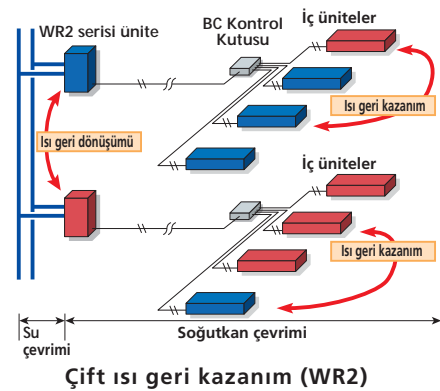 WR2 serisi ünite
BC Kontrol
Kutusu
İç üniteler
Isı geri kazanım
Isı geri dönüşümü
İç üniteler
Isı geri kazanım
Su
çevrimi
Soğutkan çevrimi
Çift ısı geri kazanım (WR2)